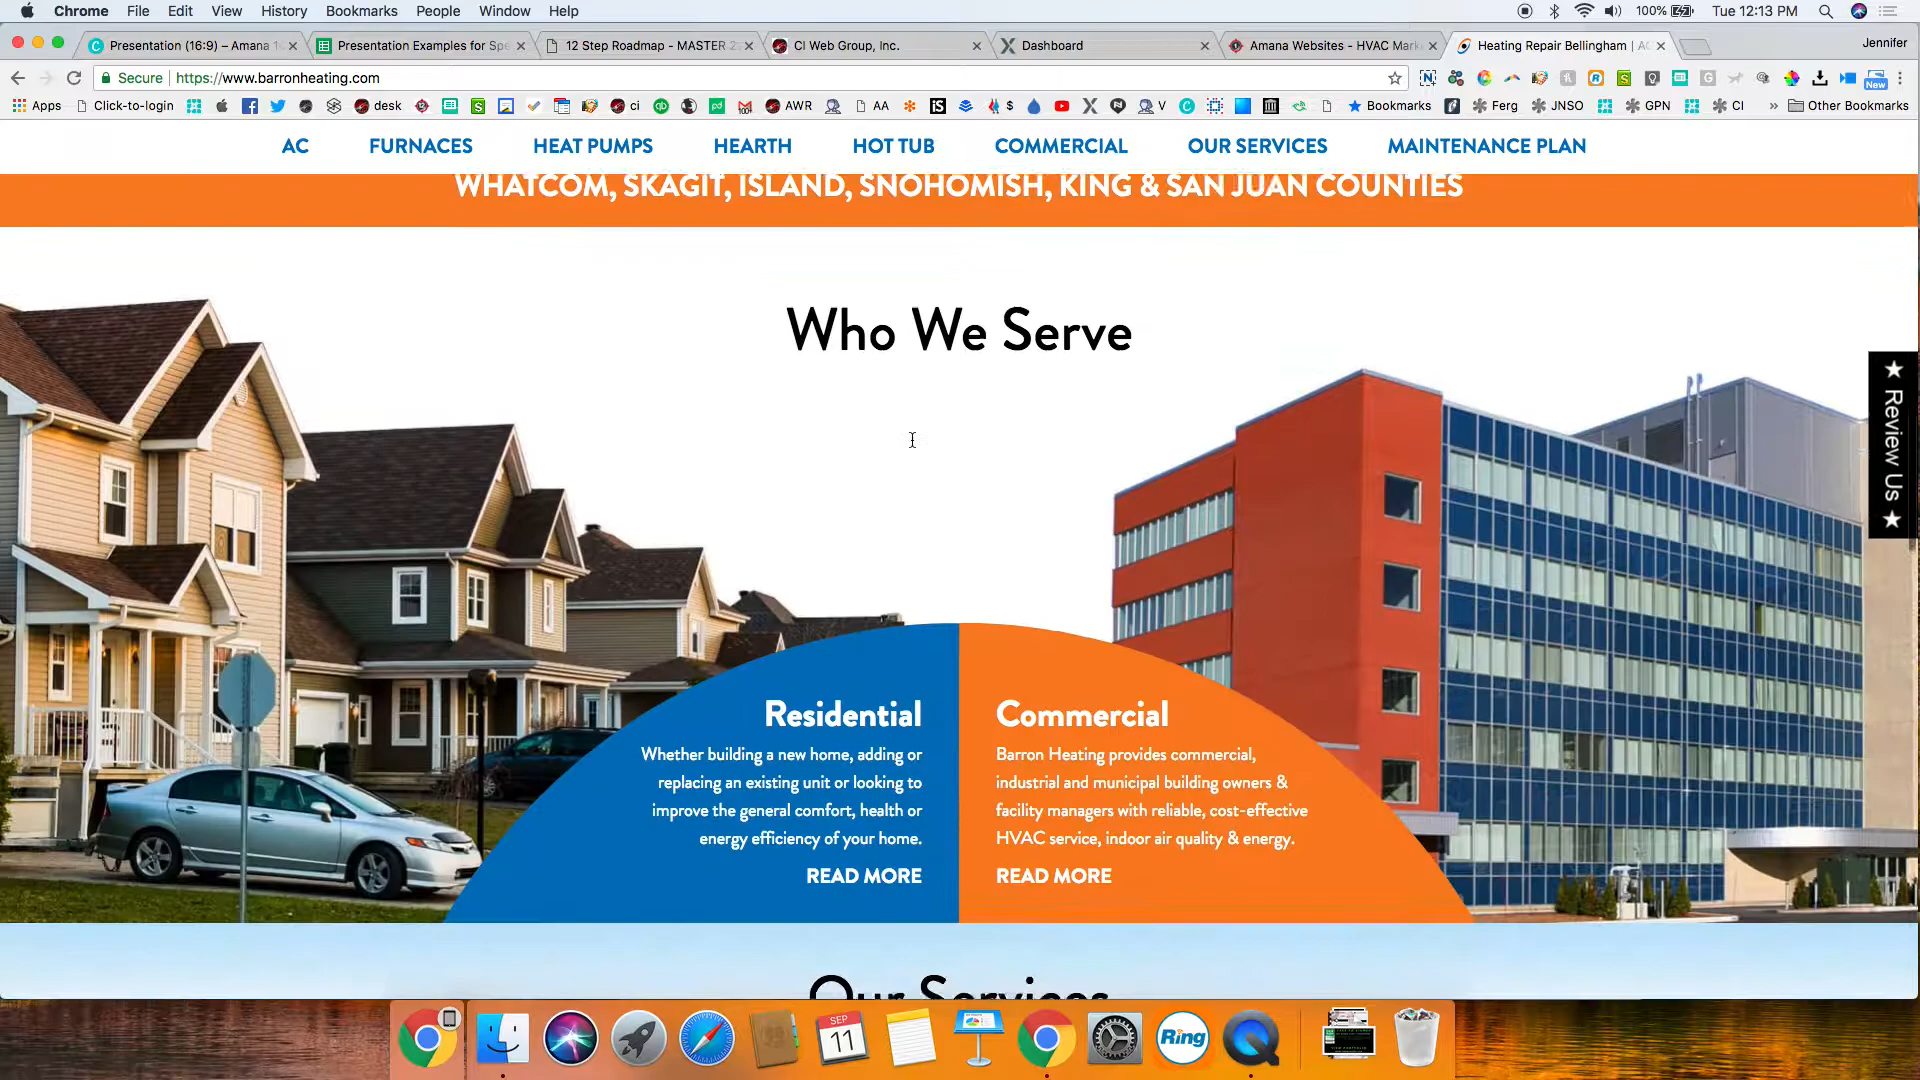 Chrome File Edit View History Bookmarks People Window Help 100% Tue 12:13 PM
Presentation (16:9) – Amana 1 Presentation Examples for Spe 12 Step Roadmap - MASTER 2 CI Web Group, Inc. Dashboard Amana Websites - HVAC Mark Heating Repair Bellingham | A Jennifer
Secure https://www.barronheating.com New
Apps Click-to-login desk ci AWR AA $ V Bookmarks Ferg JNSO GPN CI » Other Bookmarks
AC FURNACES HEAT PUMPS HEARTH HOT TUB COMMERCIAL OUR SERVICES MAINTENANCE PLAN
WHATCOM, SKAGIT, ISLAND, SNOHOMISH, KING & SAN JUAN COUNTIES
Who We Serve
★ Review Us ★
Residential
Whether building a new home, adding or
replacing an existing unit or looking to
improve the general comfort, health or
energy efficiency of your home.
READ MORE
Commercial
Barron Heating provides commercial,
industrial and municipal building owners &
facility managers with reliable, cost-effective
HVAC service, indoor air quality & energy.
READ MORE
Our Services
SEP
11
Ring